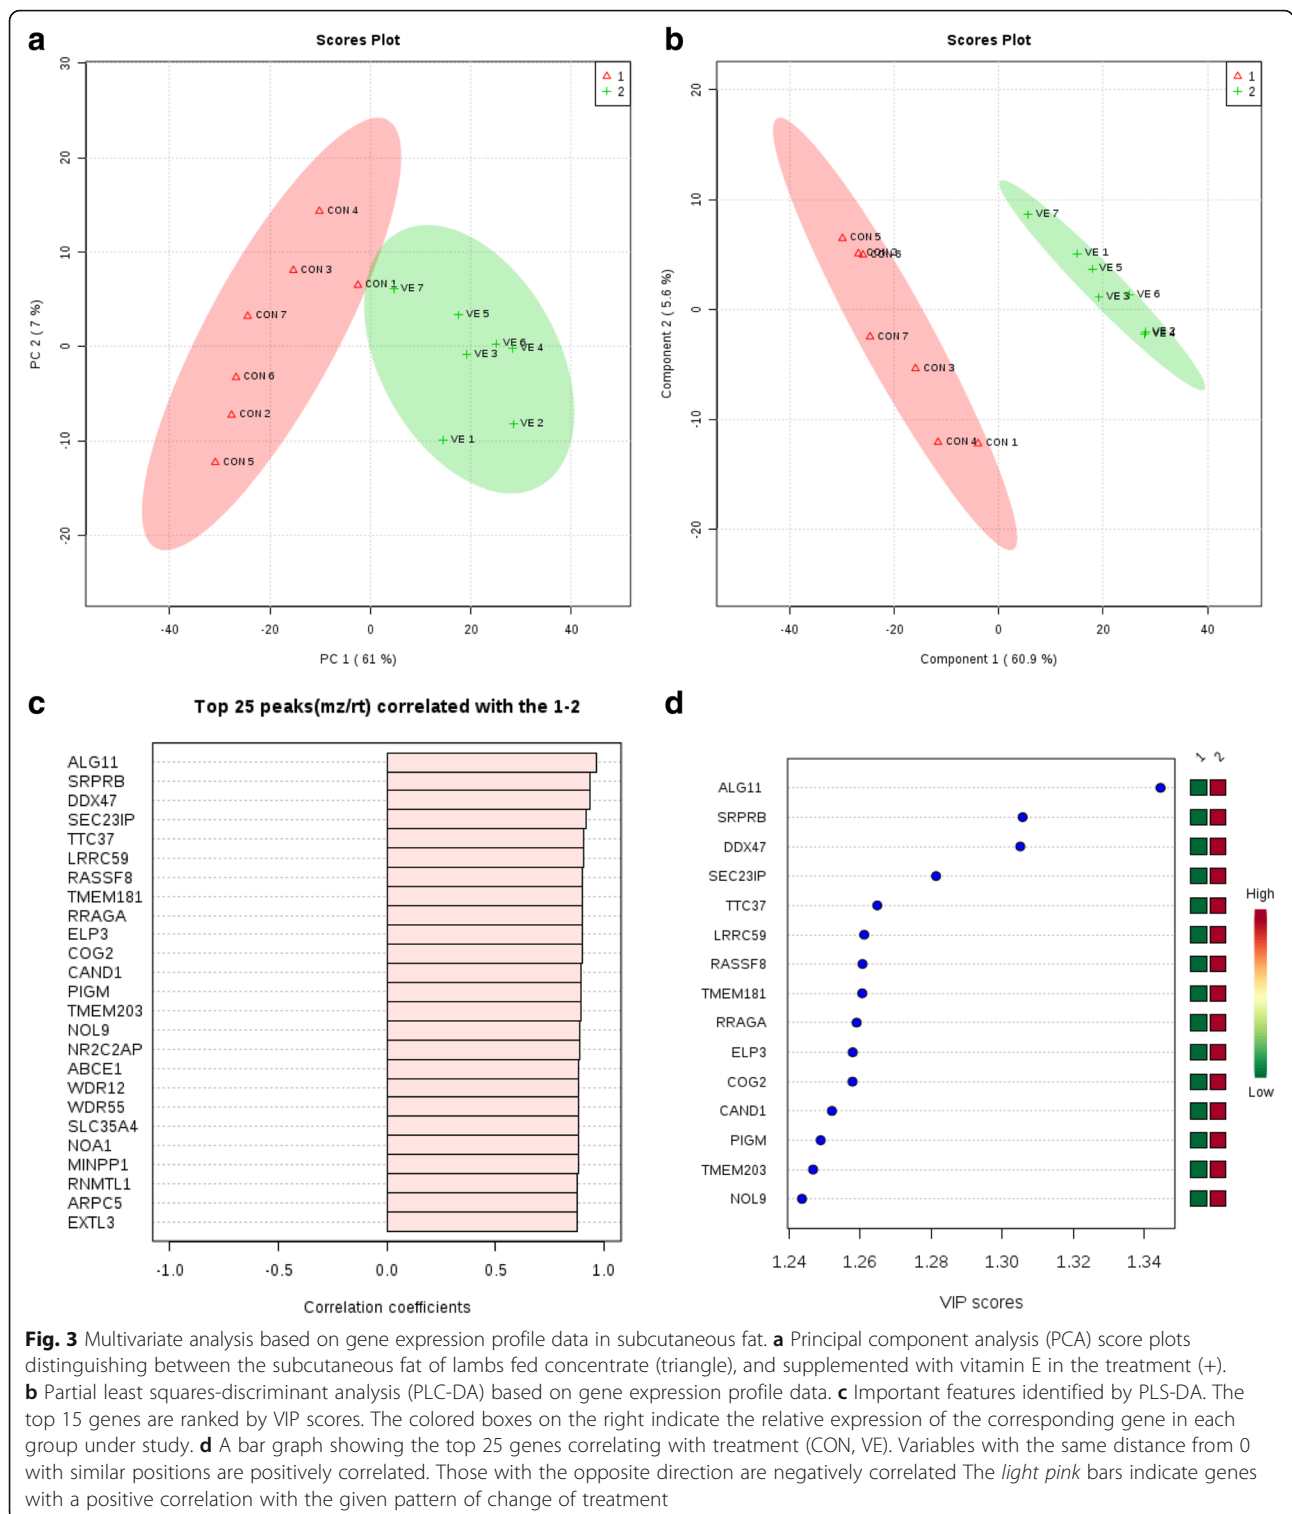 a
Scores Plot
1
2
30
20
10
0
-10
-20
PC 2 ( 7 %)
CON 4
CON 3
CON 1
CON 7
CON 6
CON 2
CON 5
VE 7
VE 5
VE 6
VE 4
VE 3
VE 2
VE 1
-40 -20 0 20 40
PC 1 ( 61 %)
b
Scores Plot
1
2
20
10
0
-10
-20
Component 2 ( 5.6 %)
VE 7
CON 5
CON 6
VE 1
VE 5
VE 6
VE 3
VE 4
CON 7
CON 3
CON 4
CON 1
-40 -20 0 20 40
Component 1 ( 60.9 %)
c
Top 25 peaks(mz/rt) correlated with the 1-2
ALG11
SRPRB
DDX47
SEC23IP
TTC37
LRRC59
RASSF8
TMEM181
RRAGA
ELP3
COG2
CAND1
PIGM
TMEM203
NOL9
NR2C2AP
ABCE1
WDR12
WDR55
SLC35A4
NOA1
MINPP1
RNMTL1
ARPC5
EXTL3
-1.0 -0.5 0.0 0.5 1.0
Correlation coefficients
d
1 2
ALG11
SRPRB
DDX47
SEC23IP
TTC37
LRRC59
RASSF8
TMEM181
RRAGA
ELP3
COG2
CAND1
PIGM
TMEM203
NOL9
High
Low
1.24 1.26 1.28 1.30 1.32 1.34
VIP scores
Fig. 3 Multivariate analysis based on gene expression profile data in subcutaneous fat. a Principal component analysis (PCA) score plots
distinguishing between the subcutaneous fat of lambs fed concentrate (triangle), and supplemented with vitamin E in the treatment (+).
b Partial least squares-discriminant analysis (PLC-DA) based on gene expression profile data. c Important features identified by PLS-DA. The
top 15 genes are ranked by VIP scores. The colored boxes on the right indicate the relative expression of the corresponding gene in each
group under study. d A bar graph showing the top 25 genes correlating with treatment (CON, VE). Variables with the same distance from 0
with similar positions are positively correlated. Those with the opposite direction are negatively correlated The light pink bars indicate genes
with a positive correlation with the given pattern of change of treatment